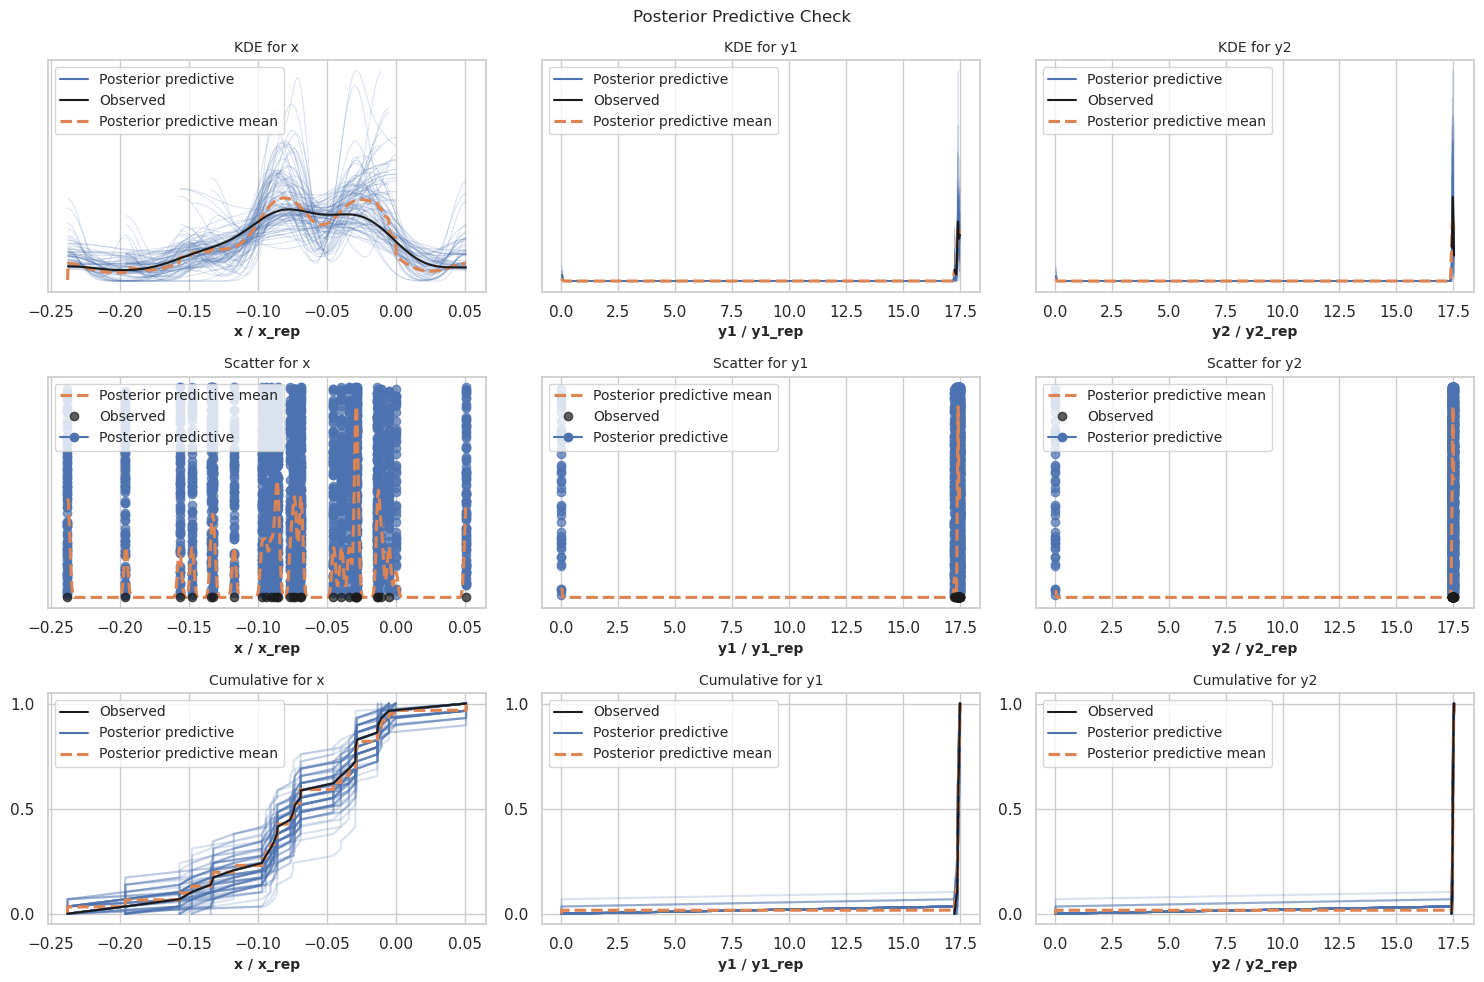 Posterior Predictive Check
KDE for x
Posterior predictive
Observed
Posterior predictive mean
−0.25 −0.20 −0.15 −0.10 −0.05 0.00 0.05
x / x_rep
KDE for y1
Posterior predictive
Observed
Posterior predictive mean
0.0 2.5 5.0 7.5 10.0 12.5 15.0 17.5
y1 / y1_rep
KDE for y2
Posterior predictive
Observed
Posterior predictive mean
0.0 2.5 5.0 7.5 10.0 12.5 15.0 17.5
y2 / y2_rep
Scatter for x
Posterior predictive mean
Observed
Posterior predictive
−0.25 −0.20 −0.15 −0.10 −0.05 0.00 0.05
x / x_rep
Scatter for y1
Posterior predictive mean
Observed
Posterior predictive
0.0 2.5 5.0 7.5 10.0 12.5 15.0 17.5
y1 / y1_rep
Scatter for y2
Posterior predictive mean
Observed
Posterior predictive
0.0 2.5 5.0 7.5 10.0 12.5 15.0 17.5
y2 / y2_rep
Cumulative for x
1.0
0.5
0.0
Observed
Posterior predictive
Posterior predictive mean
−0.25 −0.20 −0.15 −0.10 −0.05 0.00 0.05
x / x_rep
Cumulative for y1
1.0
0.5
0.0
Observed
Posterior predictive
Posterior predictive mean
0.0 2.5 5.0 7.5 10.0 12.5 15.0 17.5
y1 / y1_rep
Cumulative for y2
1.0
0.5
0.0
Observed
Posterior predictive
Posterior predictive mean
0.0 2.5 5.0 7.5 10.0 12.5 15.0 17.5
y2 / y2_rep